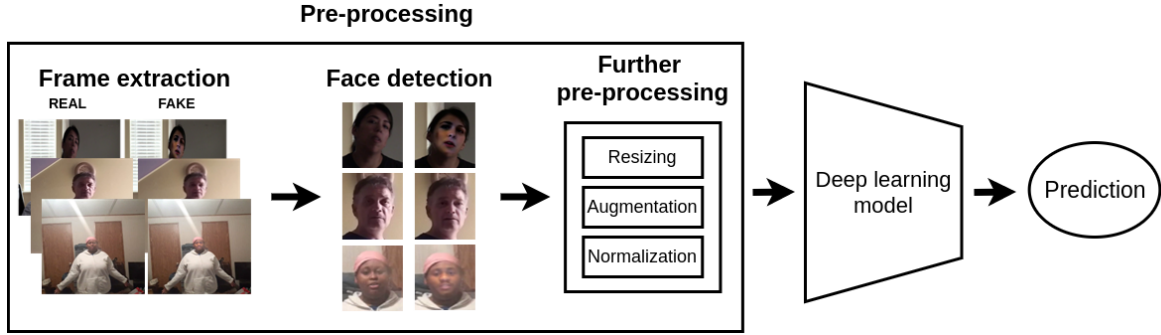 Pre-processing
Frame extraction
REAL
FAKE
Face detection
Further
pre-processing
Resizing
Augmentation
Normalization
Deep learning
model
Prediction